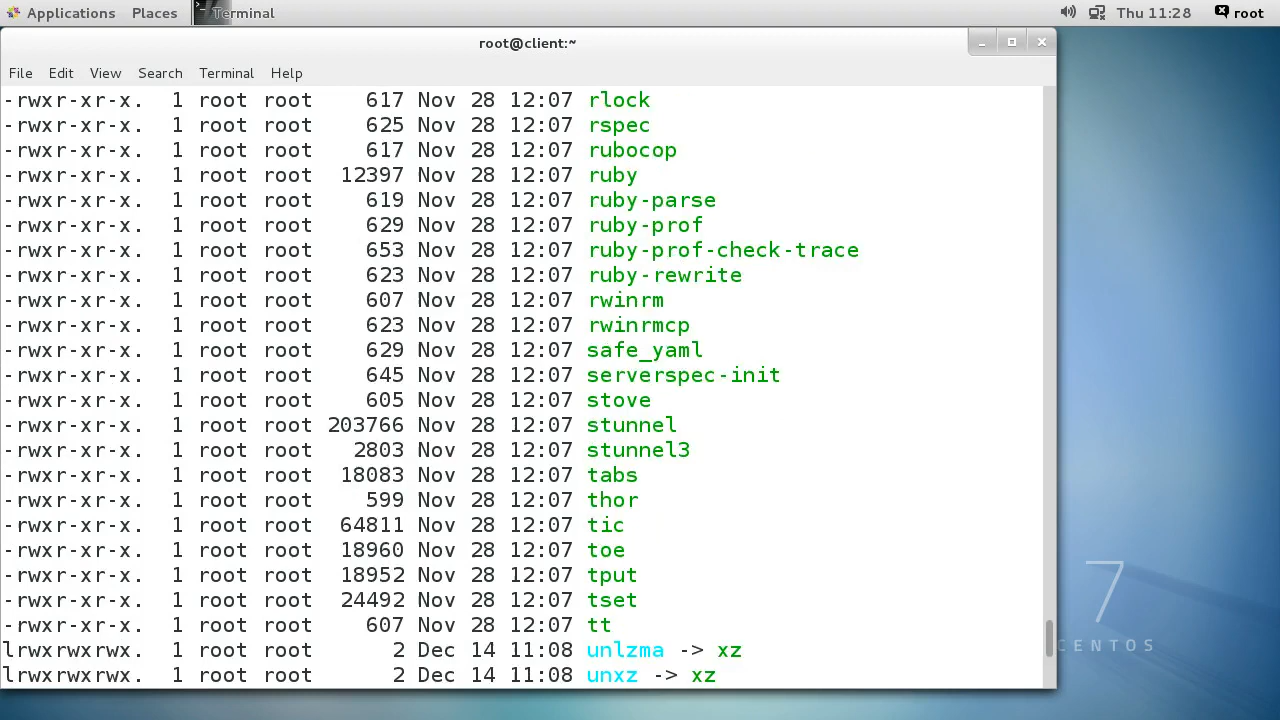 Applications Places Terminal Thu 11:28 root
root@client:~
File Edit View Search Terminal Help
-rwxr-xr-x. 1 root root 617 Nov 28 12:07 rlock
-rwxr-xr-x. 1 root root 625 Nov 28 12:07 rspec
-rwxr-xr-x. 1 root root 617 Nov 28 12:07 rubocop
-rwxr-xr-x. 1 root root 12397 Nov 28 12:07 ruby
-rwxr-xr-x. 1 root root 619 Nov 28 12:07 ruby-parse
-rwxr-xr-x. 1 root root 629 Nov 28 12:07 ruby-prof
-rwxr-xr-x. 1 root root 653 Nov 28 12:07 ruby-prof-check-trace
-rwxr-xr-x. 1 root root 623 Nov 28 12:07 ruby-rewrite
-rwxr-xr-x. 1 root root 607 Nov 28 12:07 rwinrm
-rwxr-xr-x. 1 root root 623 Nov 28 12:07 rwinrmcp
-rwxr-xr-x. 1 root root 629 Nov 28 12:07 safe_yaml
-rwxr-xr-x. 1 root root 645 Nov 28 12:07 serverspec-init
-rwxr-xr-x. 1 root root 605 Nov 28 12:07 stove
-rwxr-xr-x. 1 root root 203766 Nov 28 12:07 stunnel
-rwxr-xr-x. 1 root root 2803 Nov 28 12:07 stunnel3
-rwxr-xr-x. 1 root root 18083 Nov 28 12:07 tabs
-rwxr-xr-x. 1 root root 599 Nov 28 12:07 thor
-rwxr-xr-x. 1 root root 64811 Nov 28 12:07 tic
-rwxr-xr-x. 1 root root 18960 Nov 28 12:07 toe
-rwxr-xr-x. 1 root root 18952 Nov 28 12:07 tput
-rwxr-xr-x. 1 root root 24492 Nov 28 12:07 tset
-rwxr-xr-x. 1 root root 607 Nov 28 12:07 tt
lrwxrwxrwx. 1 root root 2 Dec 14 11:08 unlzma -> xz
lrwxrwxrwx. 1 root root 2 Dec 14 11:08 unxz -> xz
7
CENTOS